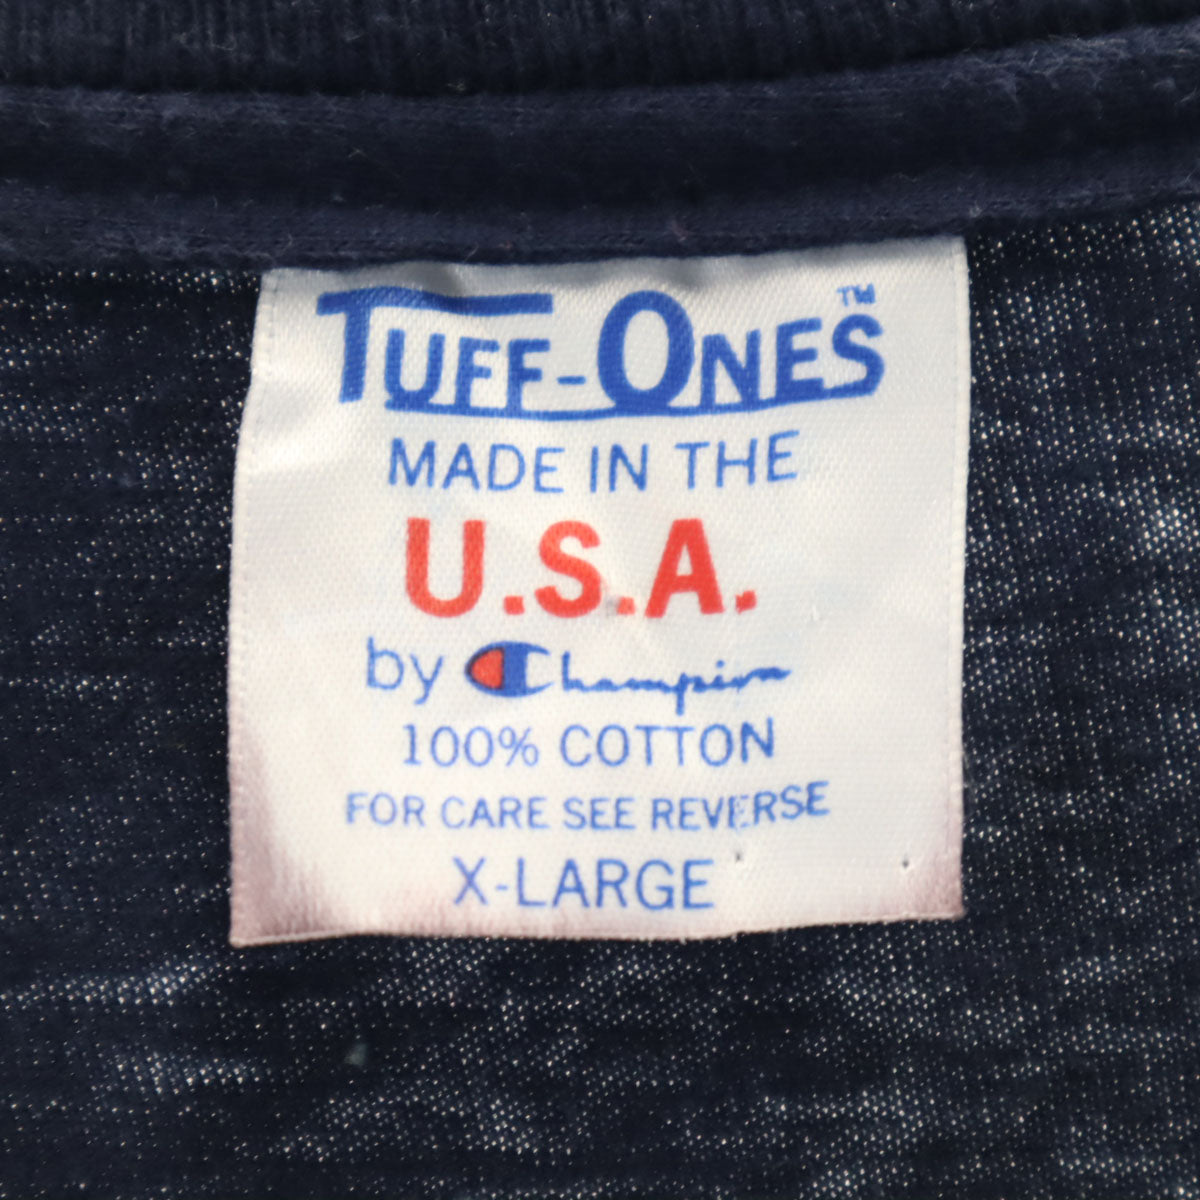 TUFF-ONES™
MADE IN THE
U.S.A.
by Champion
100% COTTON
FOR CARE SEE REVERSE
X-LARGE